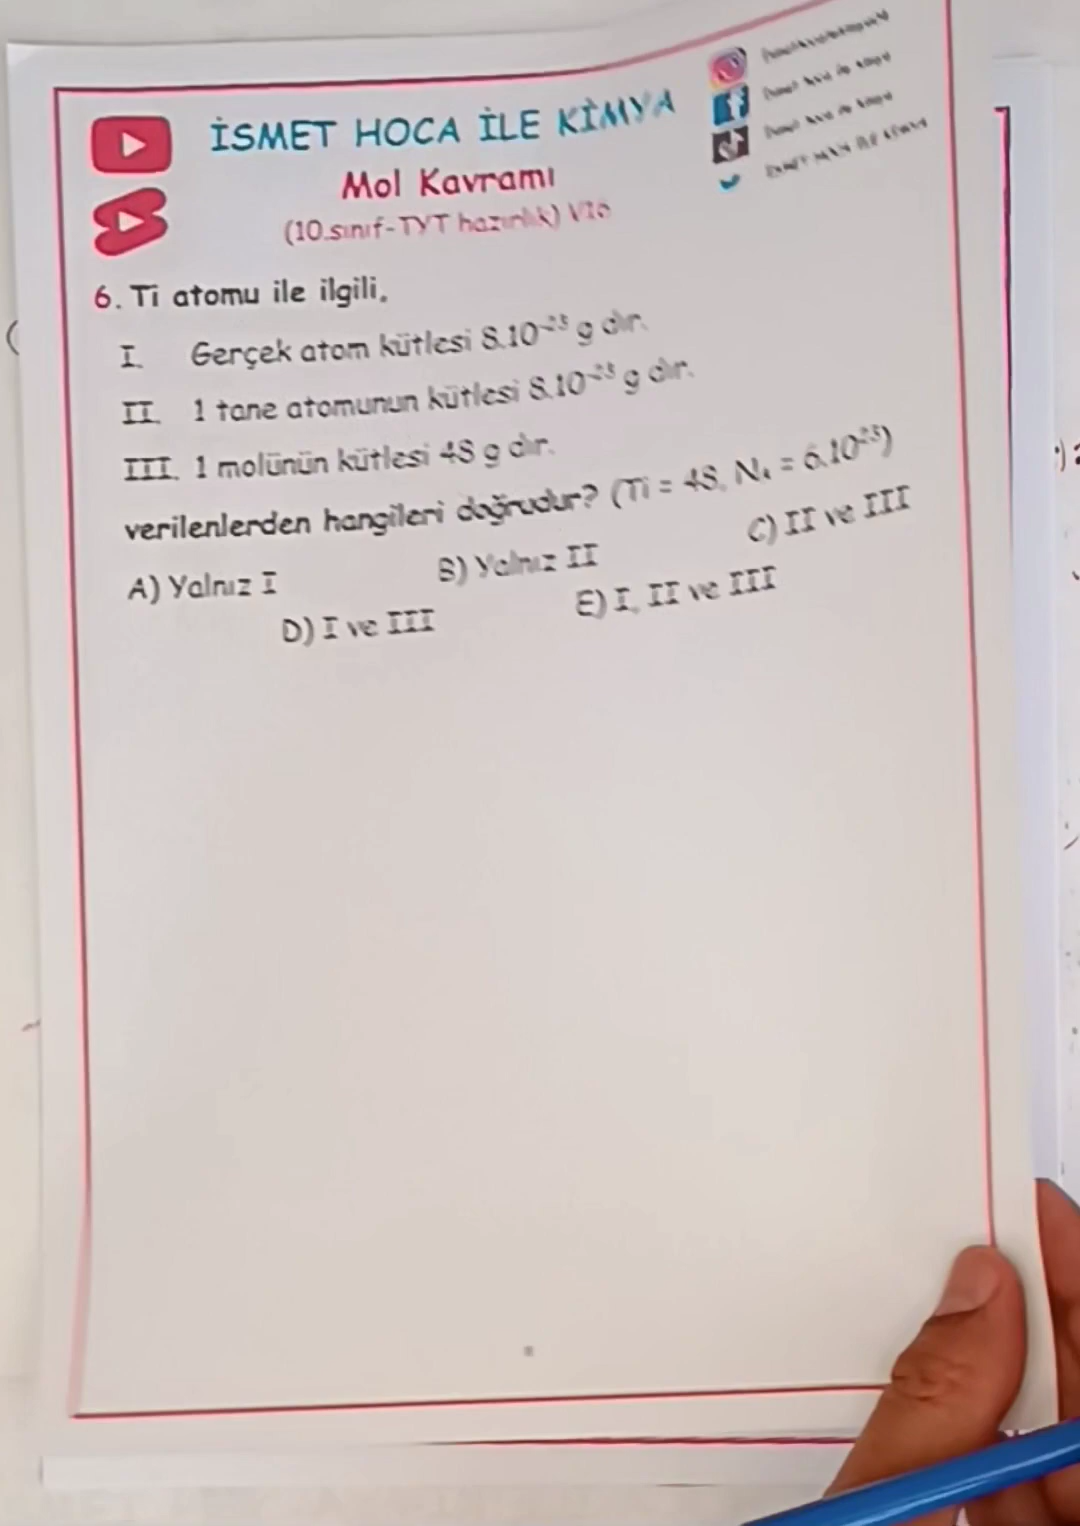 İSMET HOCA İLE KİMYA
Mol Kavramı
(10.sınıf-TYT hazırlık) V16
6. Ti atomu ile ilgili,
I. Gerçek atom kütlesi 8.10⁻²³ g dır.
II. 1 tane atomunun kütlesi 8.10⁻²³ g dır.
III. 1 molünün kütlesi 48 g dır.
verilenlerden hangileri doğrudur? (Ti = 48, Nₐ = 6.10²³)
A) Yalnız I
B) Yalnız II
C) II ve III
D) I ve III
E) I, II ve III